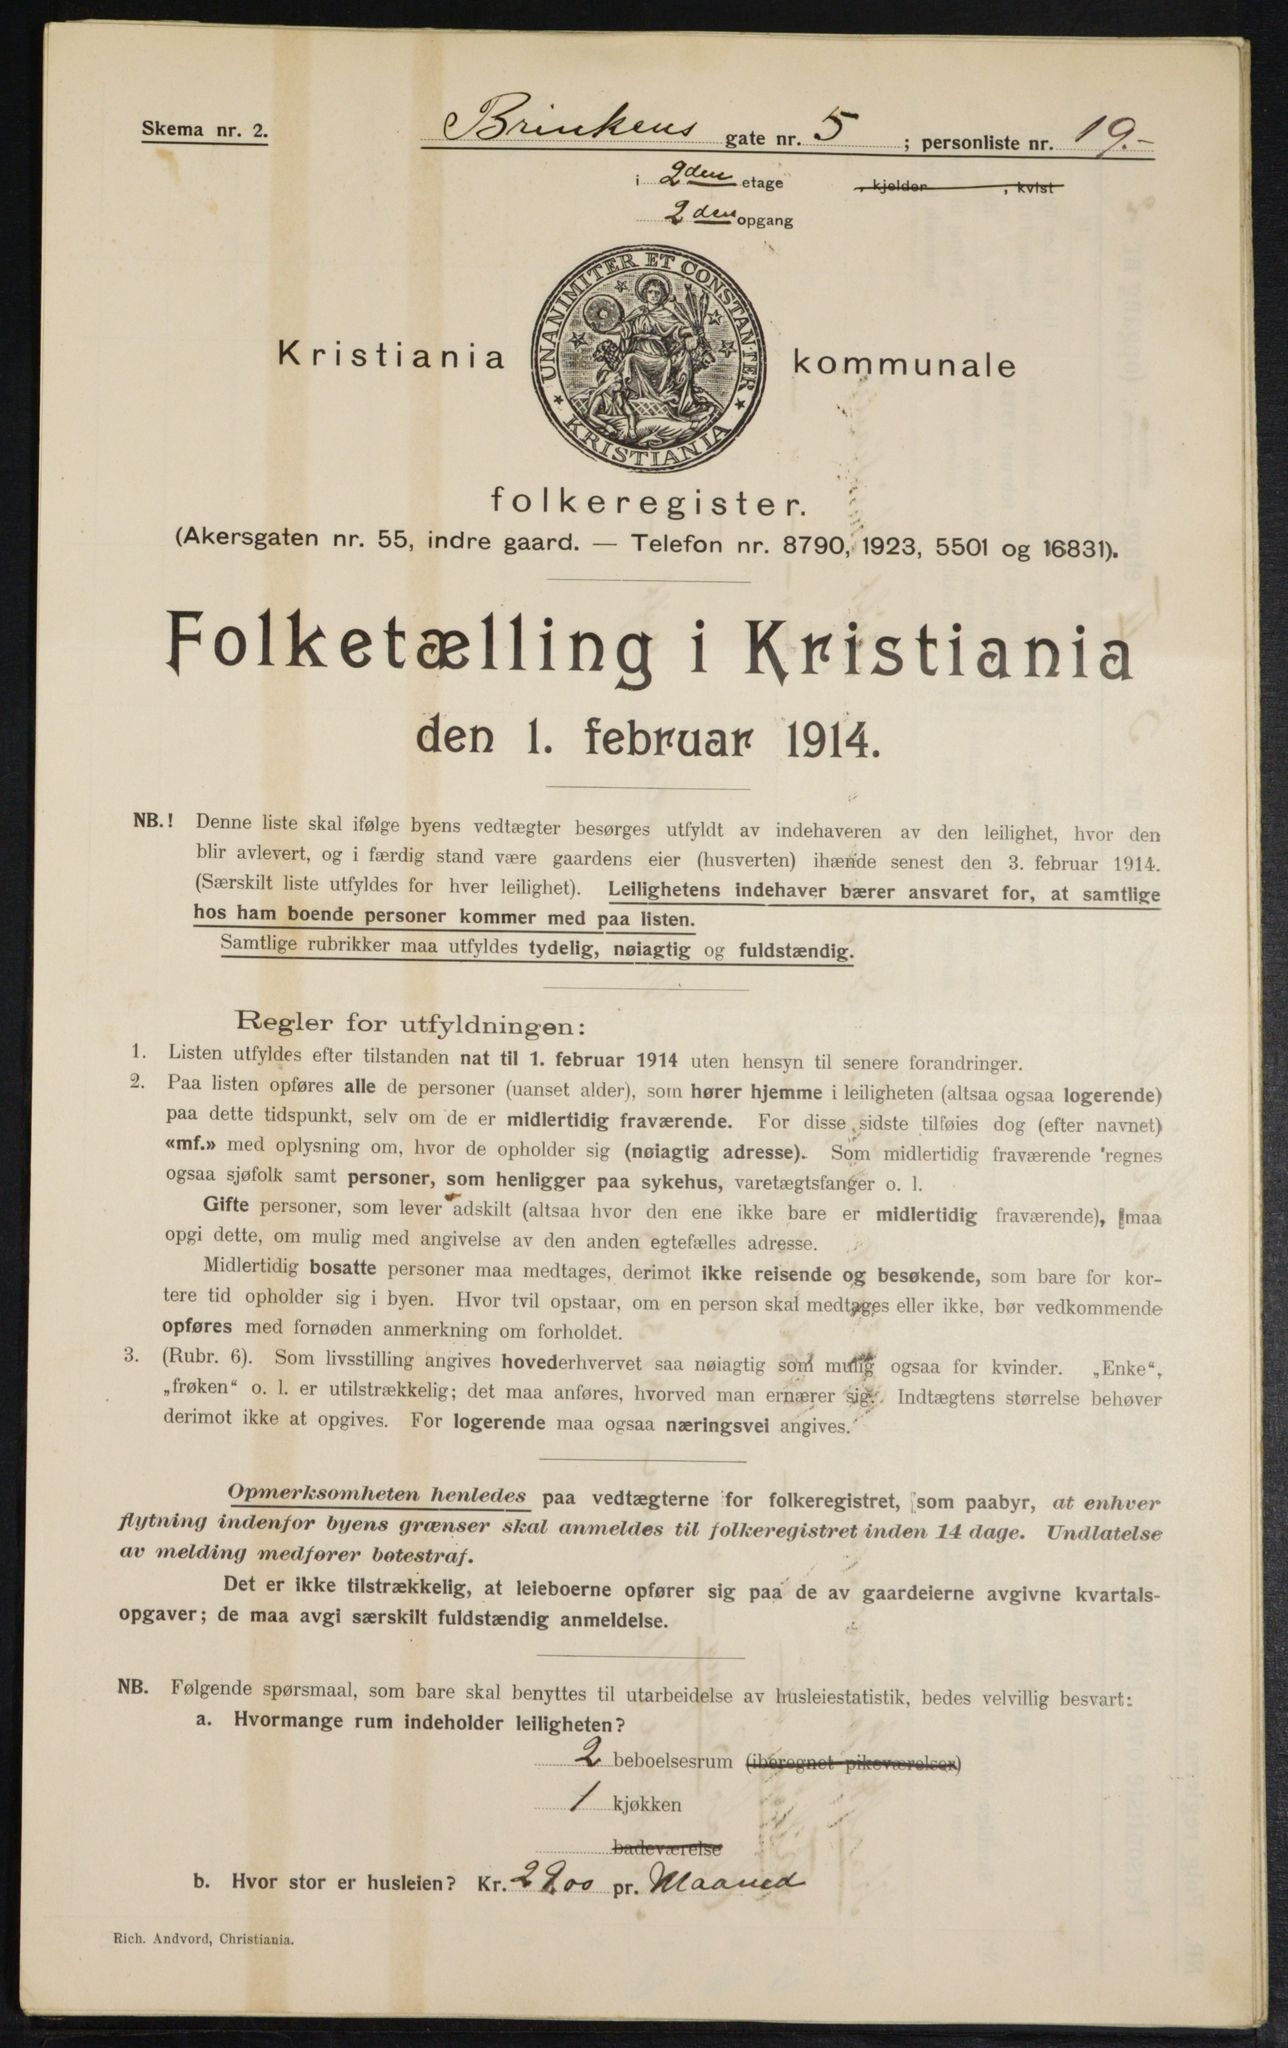 Skema nr. 2.
Brinkens gate nr. 5 ; personliste nr. 19.-
i 2den etage , kjelder , kvist
2den opgang
UNANIMITER ET CONSTANTER
KRISTIANIA
Kristiania kommunale
folkeregister.
(Akersgaten nr. 55, indre gaard. — Telefon nr. 8790, 1923, 5501 og 16831).
Folketælling i Kristiania
den 1. februar 1914.
NB.! Denne liste skal ifølge byens vedtægter besørges utfyldt av indehaveren av den leilighet, hvor den
blir avlevert, og i færdig stand være gaardens eier (husverten) ihænde senest den 3. februar 1914.
(Særskilt liste utfyldes for hver leilighet). Leilighetens indehaver bærer ansvaret for, at samtlige
hos ham boende personer kommer med paa listen.
Samtlige rubrikker maa utfyldes tydelig, nøiagtig og fuldstændig.
Regler for utfyldningen:
1. Listen utfyldes efter tilstanden nat til 1. februar 1914 uten hensyn til senere forandringer.
2. Paa listen opføres alle de personer (uanset alder), som hører hjemme i leiligheten (altsaa ogsaa logerende)
paa dette tidspunkt, selv om de er midlertidig fraværende. For disse sidste tilføies dog (efter navnet)
«mf.» med oplysning om, hvor de opholder sig (nøiagtig adresse). Som midlertidig fraværende regnes
ogsaa sjøfolk samt personer, som henligger paa sykehus, varetægtsfanger o. l.
Gifte personer, som lever adskilt (altsaa hvor den ene ikke bare er midlertidig fraværende), maa
opgi dette, om mulig med angivelse av den anden egtefælles adresse.
Midlertidig bosatte personer maa medtages, derimot ikke reisende og besøkende, som bare for kor-
tere tid opholder sig i byen. Hvor tvil opstaar, om en person skal medtages eller ikke, bør vedkommende
opføres med fornøden anmerkning om forholdet.
3. (Rubr. 6). Som livsstilling angives hovederhvervet saa nøiagtig som mulig ogsaa for kvinder. „Enke“,
„frøken“ o. l. er utilstrækkelig; det maa anføres, hvorved man ernærer sig. Indtægtens størrelse behøver
derimot ikke at opgives. For logerende maa ogsaa næringsvei angives.
Opmerksomheten henledes paa vedtægterne for folkeregistret, som paabyr, at enhver
flytning indenfor byens grænser skal anmeldes til folkeregistret inden 14 dage. Undlatelse
av melding medfører bøtestraf.
Det er ikke tilstrækkelig, at leieboerne opfører sig paa de av gaardeierne avgivne kvartals-
opgaver; de maa avgi særskilt fuldstændig anmeldelse.
NB. Følgende spørsmaal, som bare skal benyttes til utarbeidelse av husleiestatistik, bedes velvillig besvart:
a. Hvormange rum indeholder leiligheten?
2 beboelsesrum (iberegnet pikeværelser)
1 kjøkken
badeværelse
b. Hvor stor er husleien? Kr. 22.00 pr. Maaned
Rich. Andvord, Christiania.